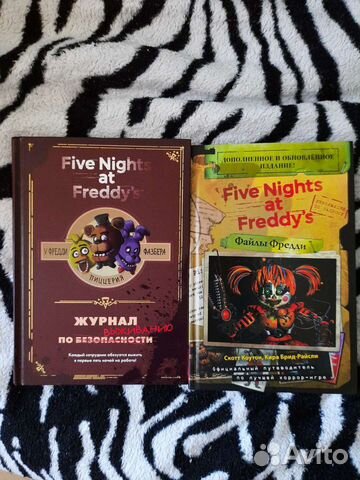 Five Nights
at
Freddy's
У ФРЕДДИ
ФАЗБЕРА
ПИЦЦЕРИЯ
ЖУРНАЛ
ВЫЖИВАНИЮ
ПО БЕЗОПАСНОСТИ
Каждый сотрудник обязуется выжить
в первые пять ночей на работе!
ДОПОЛНЕННОЕ И ОБНОВЛЕННОЕ
ИЗДАНИЕ!
Five Nights
at
Freddy's
Файлы Фредди
Скотт Коутон, Кира Брид-Райсли
Официальный путеводитель
по лучшей хоррор-игре
Avito